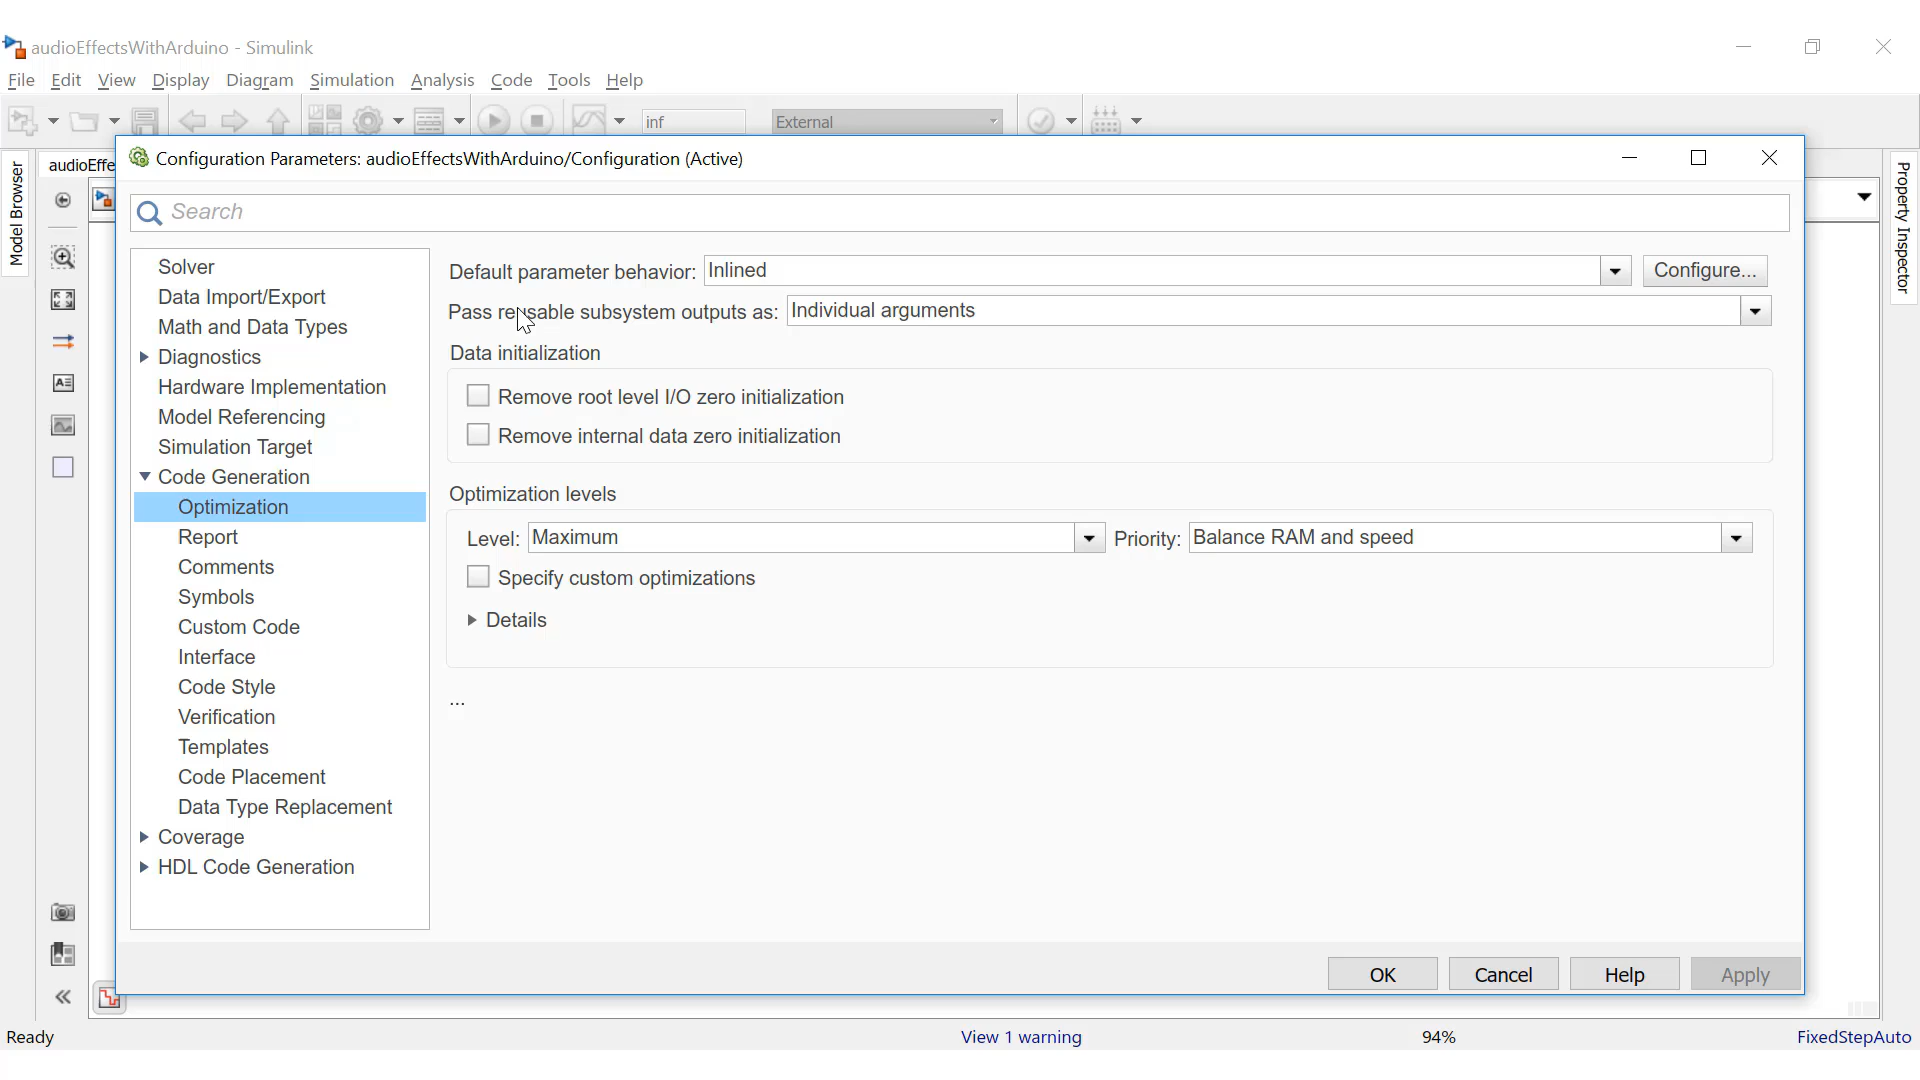 audioEffectsWithArduino - Simulink
File Edit View Display Diagram Simulation Analysis Code Tools Help
inf External
Configuration Parameters: audioEffectsWithArduino/Configuration (Active)
Model Browser
audioEffe
Property Inspector
Search
Solver
Data Import/Export
Math and Data Types
Diagnostics
Hardware Implementation
Model Referencing
Simulation Target
Code Generation
Optimization
Report
Comments
Symbols
Custom Code
Interface
Code Style
Verification
Templates
Code Placement
Data Type Replacement
Coverage
HDL Code Generation
Default parameter behavior: Inlined Configure...
Pass reusable subsystem outputs as: Individual arguments
Data initialization
Remove root level I/O zero initialization
Remove internal data zero initialization
Optimization levels
Level: Maximum Priority: Balance RAM and speed
Specify custom optimizations
Details
...
OK Cancel Help Apply
Ready View 1 warning 94% FixedStepAuto